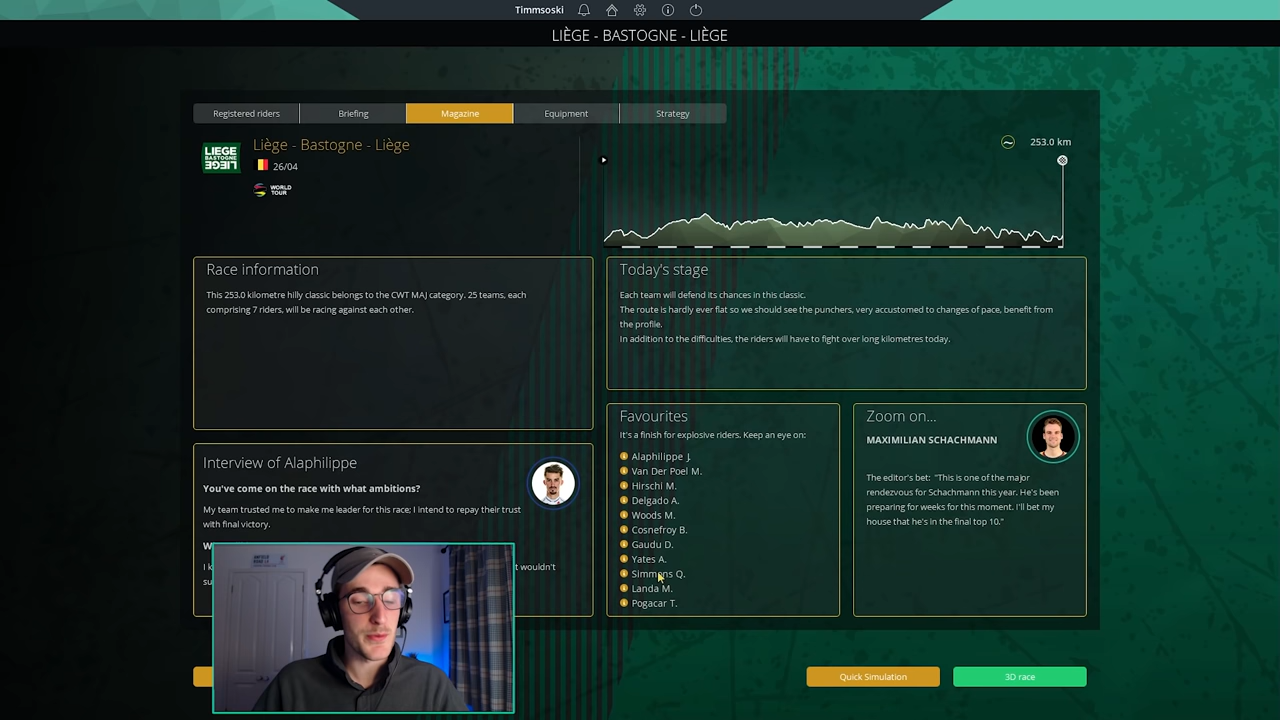 Timmsoski
LIÈGE - BASTOGNE - LIÈGE
Registered riders
Briefing
Magazine
Equipment
Strategy
LIEGE
BASTOGNE
LIEGE
Liège - Bastogne - Liège
26/04
WORLD
TOUR
253.0 km
Race information
This 253.0 kilometre hilly classic belongs to the CWT MAJ category. 25 teams, each
comprising 7 riders, will be racing against each other.
Today's stage
Each team will defend its chances in this classic.
The route is hardly ever flat so we should see the punchers, very accustomed to changes of pace, benefit from
the profile.
In addition to the difficulties, the riders will have to fight over long kilometres today.
Interview of Alaphilippe
You've come on the race with what ambitions?
My team trusted me to make me leader for this race; I intend to repay their trust
with final victory.
t wouldn't
Favourites
It's a finish for explosive riders. Keep an eye on:
Alaphilippe J.
Van Der Poel M.
Hirschi M.
Delgado A.
Woods M.
Cosnefroy B.
Gaudu D.
Yates A.
Simmons Q.
Landa M.
Pogacar T.
Zoom on...
MAXIMILIAN SCHACHMANN
The editor's bet: "This is one of the major
rendezvous for Schachmann this year. He's been
preparing for weeks for this moment. I'll bet my
house that he's in the final top 10."
Quick Simulation
3D race